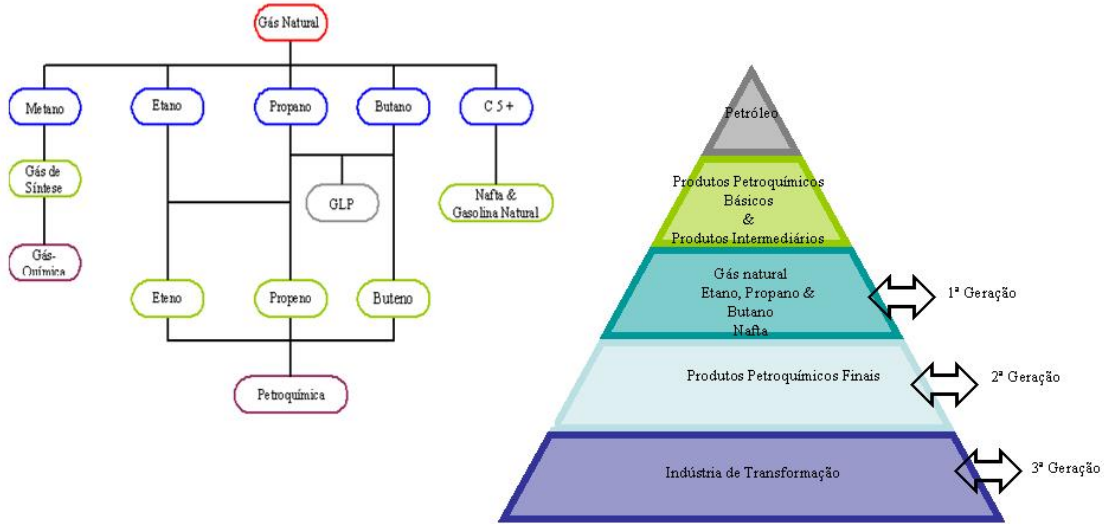 Gás Natural
Metano
Etano
Propano
Butano
C 5 +
Gás de
Síntese
GLP
Nafta &
Gasolina Natural
Gás-
Química
Eteno
Propeno
Buteno
Petroquímica
Petróleo
Produtos Petroquímicos
Básicos
&
Produtos Intermediários
Gás natural
Etano, Propano &
Butano
Nafta
1ª Geração
Produtos Petroquímicos Finais
2ª Geração
Indústria de Transformação
3ª Geração